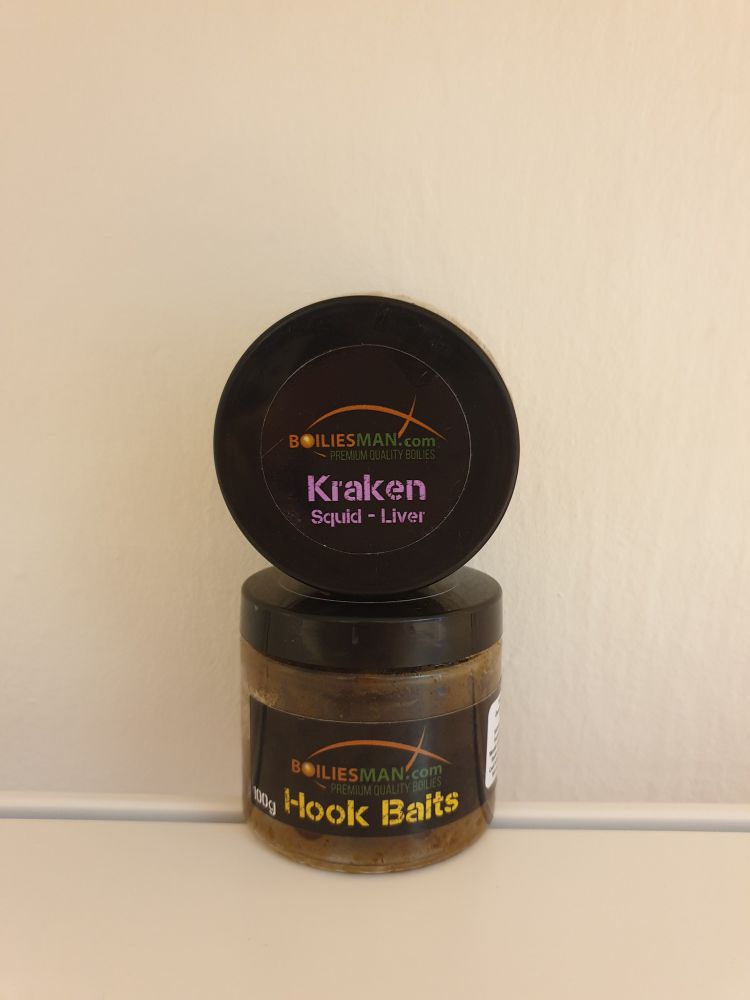 BOILIESMAN.com
PREMIUM QUALITY BOILIES
Kraken
Squid - Liver
BOILIESMAN.com
PREMIUM QUALITY BOILIES
100g Hook Baits